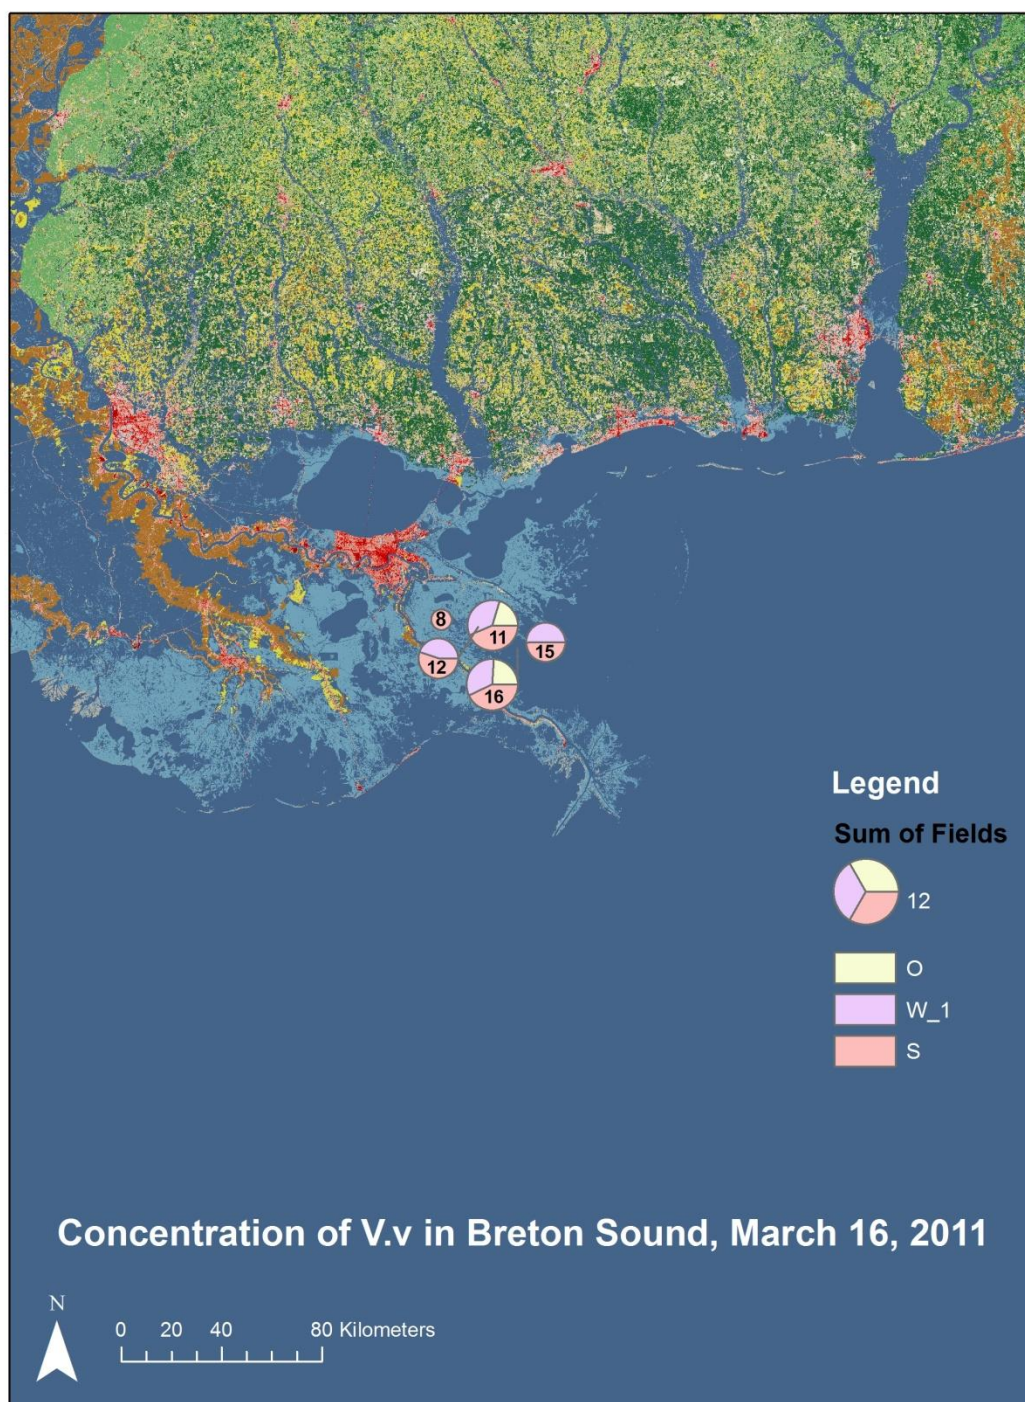 8
11
15
12
16
Legend
Sum of Fields
12
O
W_1
S
Concentration of V.v in Breton Sound, March 16, 2011
N
0 20 40 80 Kilometers